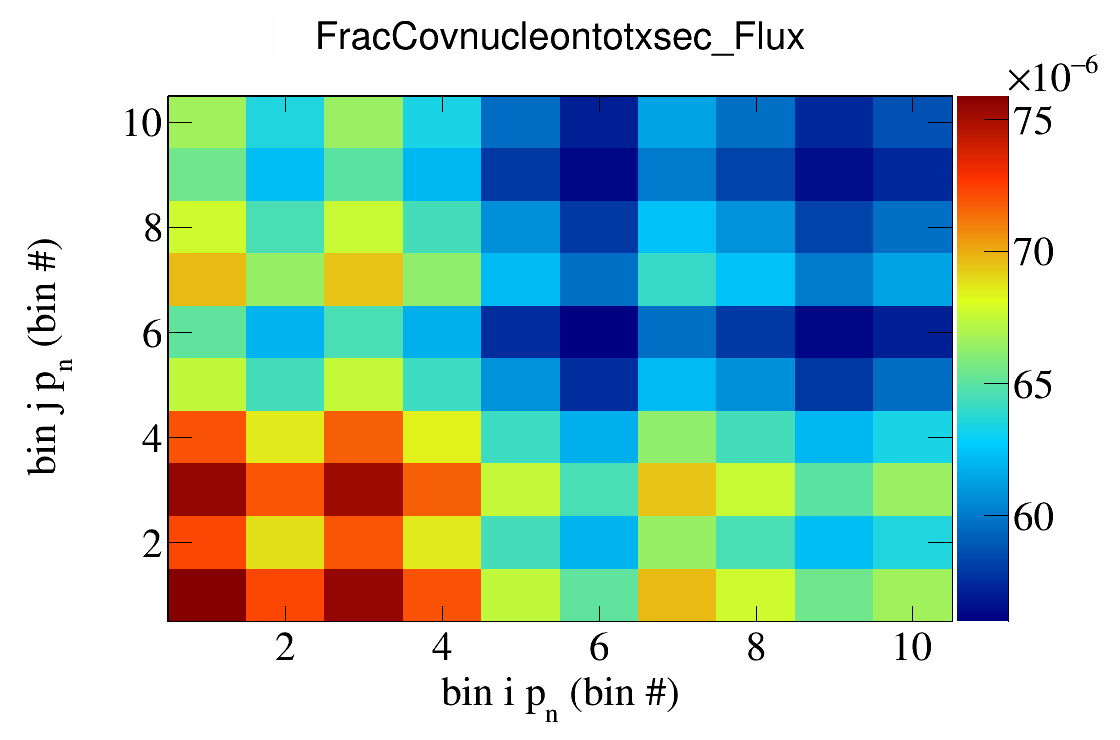 FracCovnucleontotxsec_Flux
×10⁻⁶
75
70
65
60
10
8
6
4
2
bin j pₙ (bin #)
2 4 6 8 10
bin i pₙ (bin #)